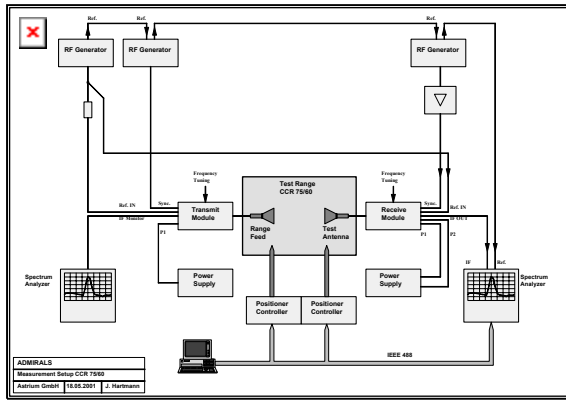 Ref.
Ref.
Ref.
RF Generator
RF Generator
RF Generator
Frequency
Tuning
Test Range
CCR 75/60
Frequency
Tuning
Sync.
Sync.
Ref. IN
Ref. IN
Transmit
Module
Receive
Module
IF Monitor
IF OUT
Range
Feed
Test
Antenna
P1
P1
P2
Spectrum
Analyzer
Power
Supply
Power
Supply
IF
Ref.
Spectrum
Analyzer
Positioner
Controller
Positioner
Controller
IEEE 488
ADMIRALS
Measurement Setup CCR 75/60
Astrium GmbH
18.05.2001
J. Hartmann